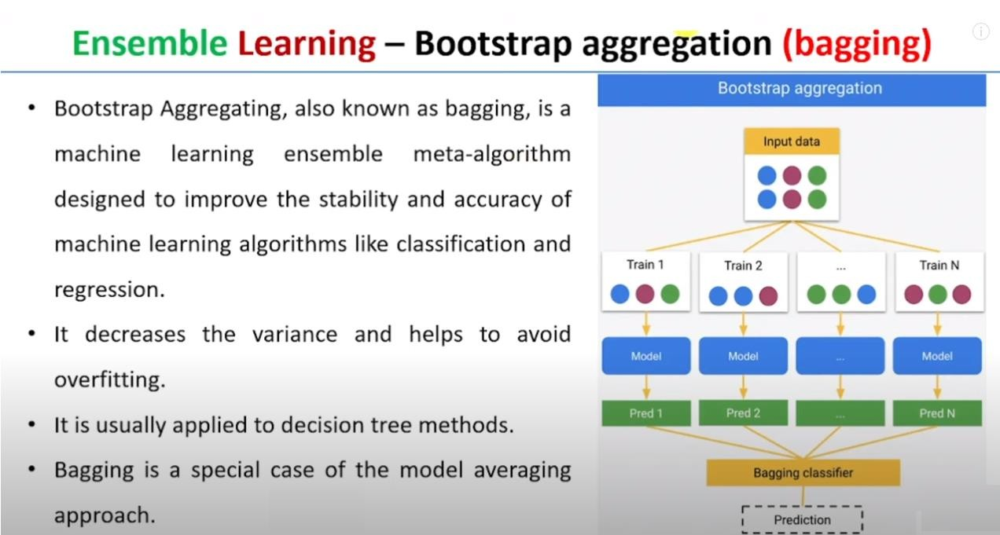 Ensemble Learning – Bootstrap aggregation (bagging)
• Bootstrap Aggregating, also known as bagging, is a
machine learning ensemble meta-algorithm
designed to improve the stability and accuracy of
machine learning algorithms like classification and
regression.
• It decreases the variance and helps to avoid
overfitting.
• It is usually applied to decision tree methods.
• Bagging is a special case of the model averaging
approach.
Bootstrap aggregation
Input data
Train 1 Train 2 ... Train N
Model Model ... Model
Pred 1 Pred 2 ... Pred N
Bagging classifier
Prediction